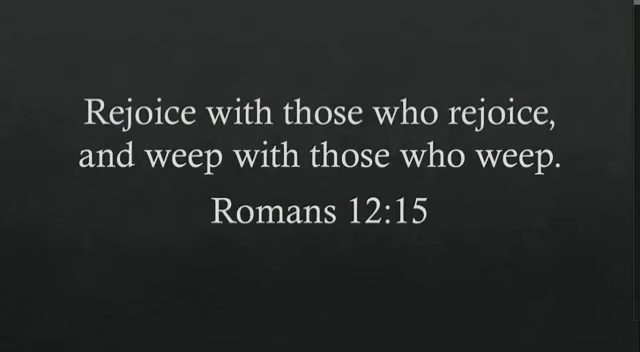 Rejoice with those who rejoice,
and weep with those who weep.
Romans 12:15